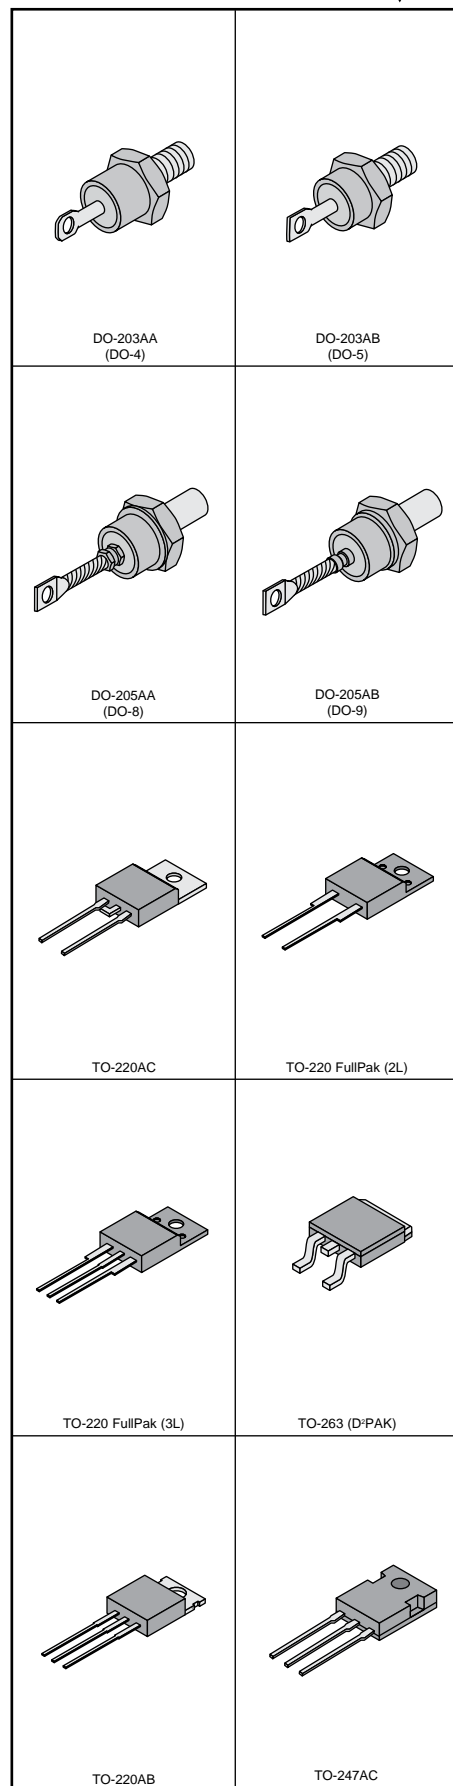 DO-203AA
(DO-4)
DO-203AB
(DO-5)
DO-205AA
(DO-8)
DO-205AB
(DO-9)
TO-220AC
TO-220 FullPak (2L)
TO-220 FullPak (3L)
TO-263 (D²PAK)
TO-220AB
TO-247AC